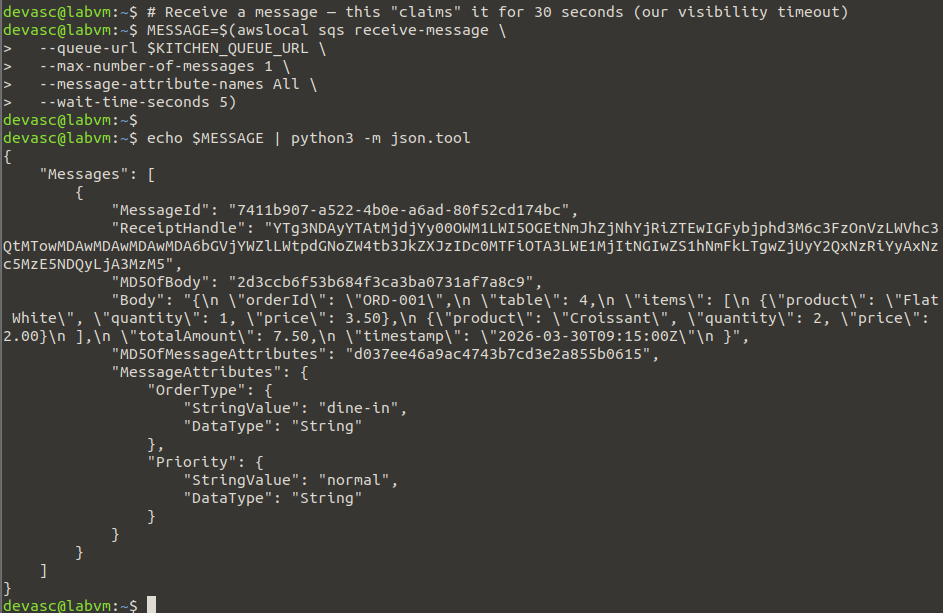 devasc@labvm:~$ # Receive a message — this "claims" it for 30 seconds (our visibility timeout)
devasc@labvm:~$ MESSAGE=$(awslocal sqs receive-message \
>   --queue-url $KITCHEN_QUEUE_URL \
>   --max-number-of-messages 1 \
>   --message-attribute-names All \
>   --wait-time-seconds 5)
devasc@labvm:~$
devasc@labvm:~$ echo $MESSAGE | python3 -m json.tool
{
    "Messages": [
        {
            "MessageId": "7411b907-a522-4b0e-a6ad-80f52cd174bc",
            "ReceiptHandle": "YTg3NDAyYTAtMjdjYy00OWM1LWI5OGEtNmJhZjNhYjRiZTEwIGFybjphd3M6c3FzOnVzLWVhc3
QtMTowMDAwMDAwMDAwMDA6bGVjYWZlLWtpdGNoZW4tb3JkZXJzIDc0MTFiOTA3LWE1MjItNGIwZS1hNmFkLTgwZjUyY2QxNzRiYyAxNz
c5MzE5NDQyLjA3MzM5",
            "MD5OfBody": "2d3ccb6f53b684f3ca3ba0731af7a8c9",
            "Body": "{\n \"orderId\": \"ORD-001\",\n \"table\": 4,\n \"items\": [\n {\"product\": \"Flat
 White\", \"quantity\": 1, \"price\": 3.50},\n {\"product\": \"Croissant\", \"quantity\": 2, \"price\":
2.00}\n ],\n \"totalAmount\": 7.50,\n \"timestamp\": \"2026-03-30T09:15:00Z\"\n }",
            "MD5OfMessageAttributes": "d037ee46a9ac4743b7cd3e2a855b0615",
            "MessageAttributes": {
                "OrderType": {
                    "StringValue": "dine-in",
                    "DataType": "String"
                },
                "Priority": {
                    "StringValue": "normal",
                    "DataType": "String"
                }
            }
        }
    ]
}
devasc@labvm:~$